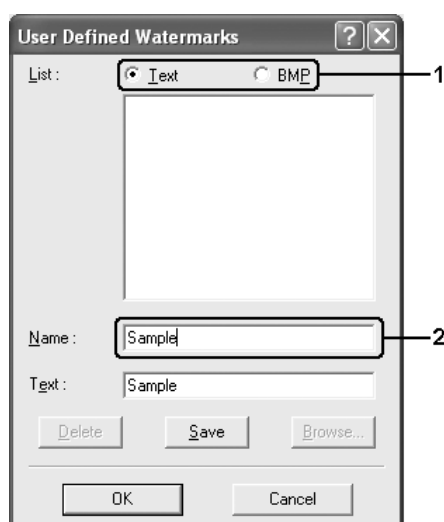 User Defined Watermarks ? X
List : Text BMP 1
Name : Sample 2
Text : Sample
Delete Save Browse...
OK Cancel